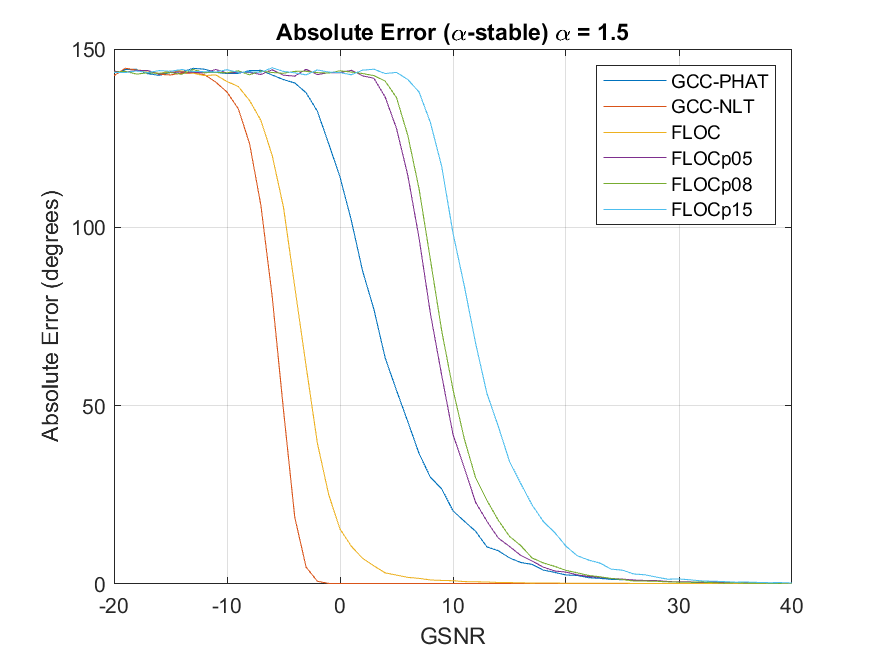 Absolute Error (α-stable) α = 1.5
150
100
50
0
Absolute Error (degrees)
-20
-10
0
10
20
30
40
GSNR
GCC-PHAT
GCC-NLT
FLOC
FLOCp05
FLOCp08
FLOCp15